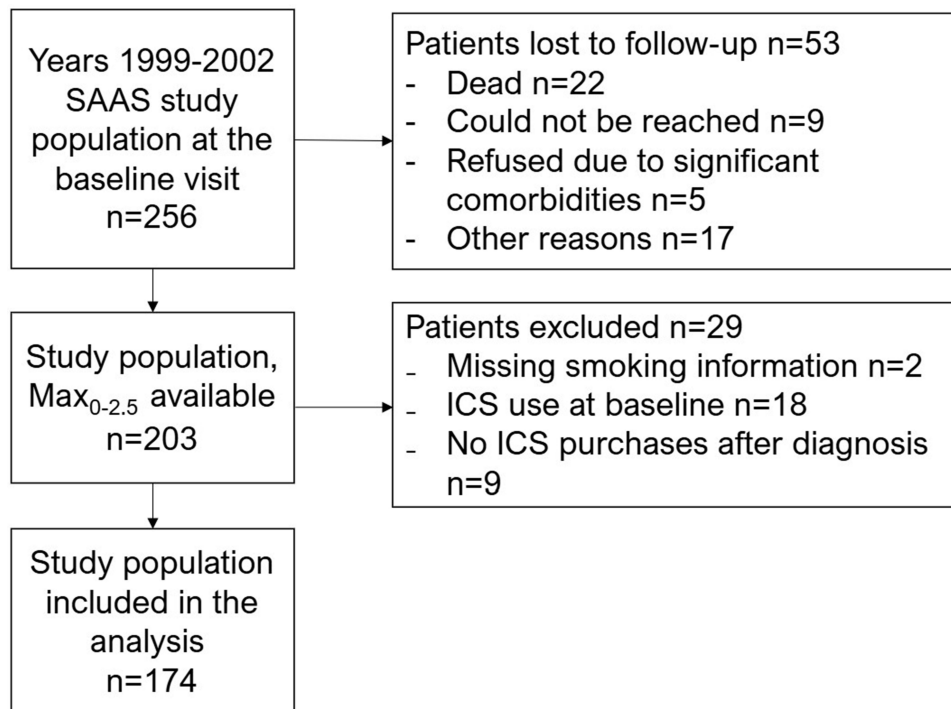 Years 1999-2002
SAAS study
population at the
baseline visit
n=256
Patients lost to follow-up n=53
- Dead n=22
- Could not be reached n=9
- Refused due to significant
comorbidities n=5
- Other reasons n=17
Study population,
Max0-2.5 available
n=203
Patients excluded n=29
- Missing smoking information n=2
- ICS use at baseline n=18
- No ICS purchases after diagnosis
n=9
Study population
included in the
analysis
n=174